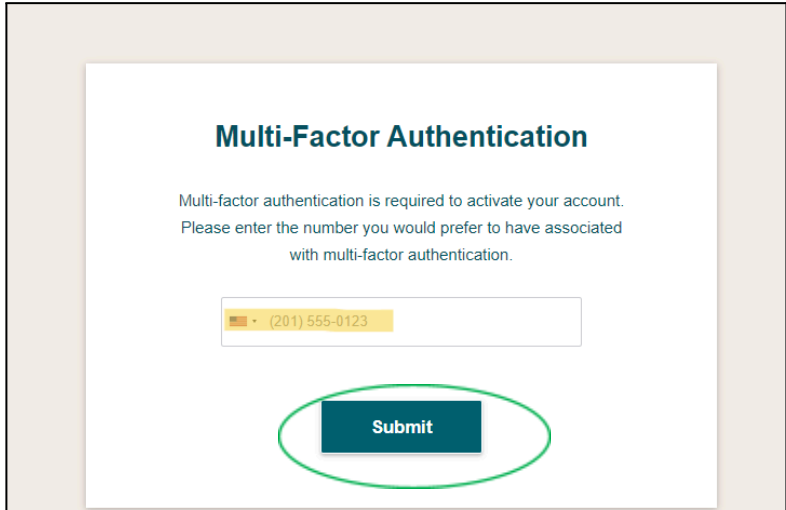 Multi-Factor Authentication
Multi-factor authentication is required to activate your account.
Please enter the number you would prefer to have associated
with multi-factor authentication.
(201) 555-0123
Submit